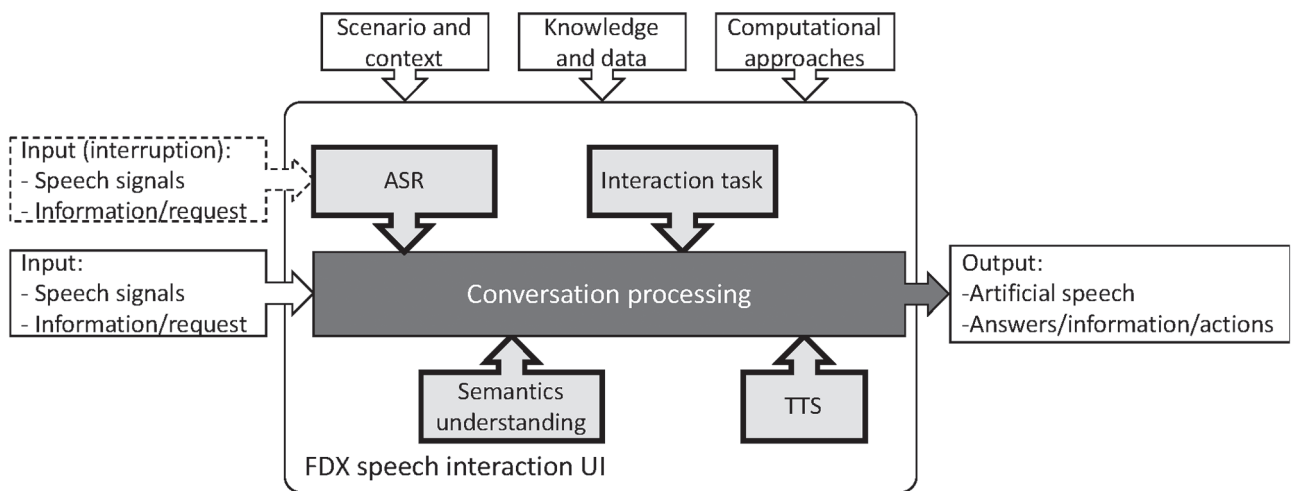 Scenario and
context
Knowledge
and data
Computational
approaches
Input (interruption):
- Speech signals
- Information/request
ASR
Interaction task
Input:
- Speech signals
- Information/request
Conversation processing
Output:
-Artificial speech
-Answers/information/actions
Semantics
understanding
TTS
FDX speech interaction UI